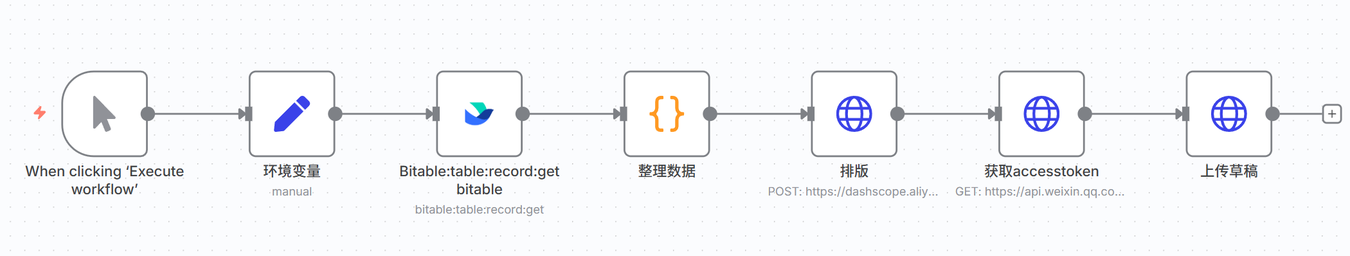 When clicking ‘Execute
workflow’
环境变量
manual
Bitable:table:record:get
bitable
bitable:table:record:get
整理数据
排版
POST: https://dashscope.aliy...
获取accesstoken
GET: https://api.weixin.qq.co...
上传草稿